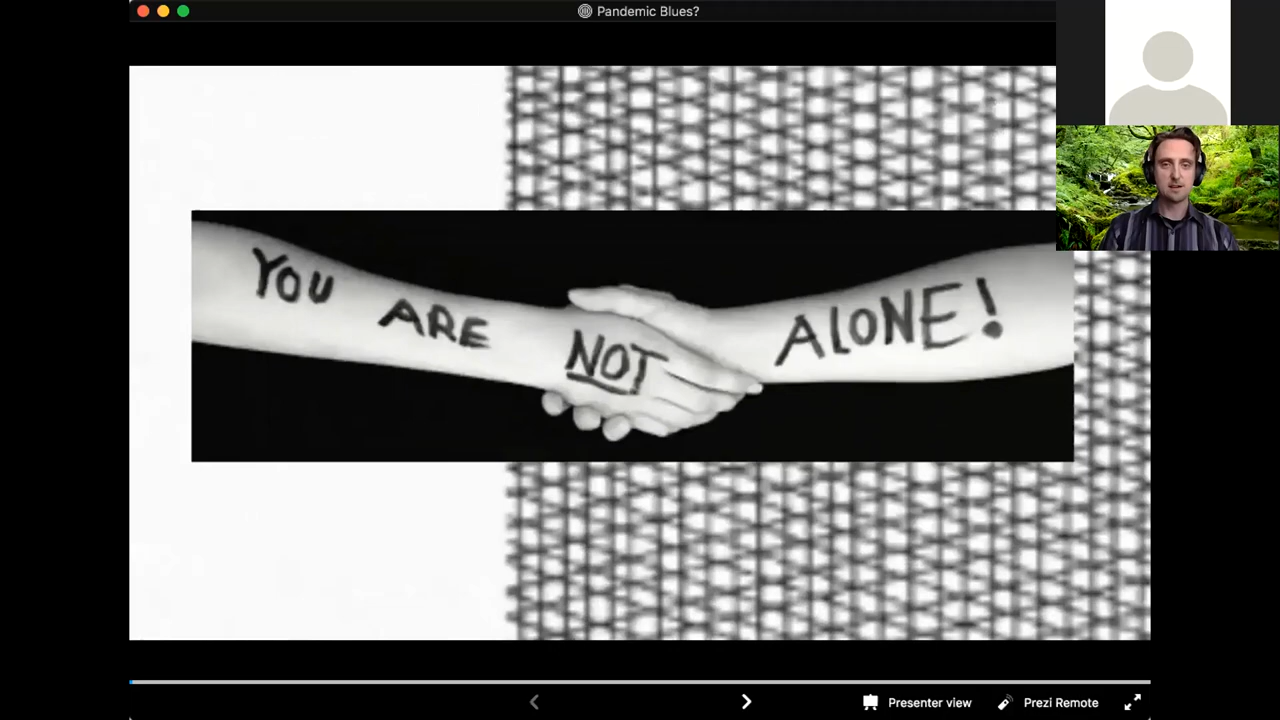 Pandemic Blues?
YOU ARE NOT ALONE!
Presenter view
Prezi Remote